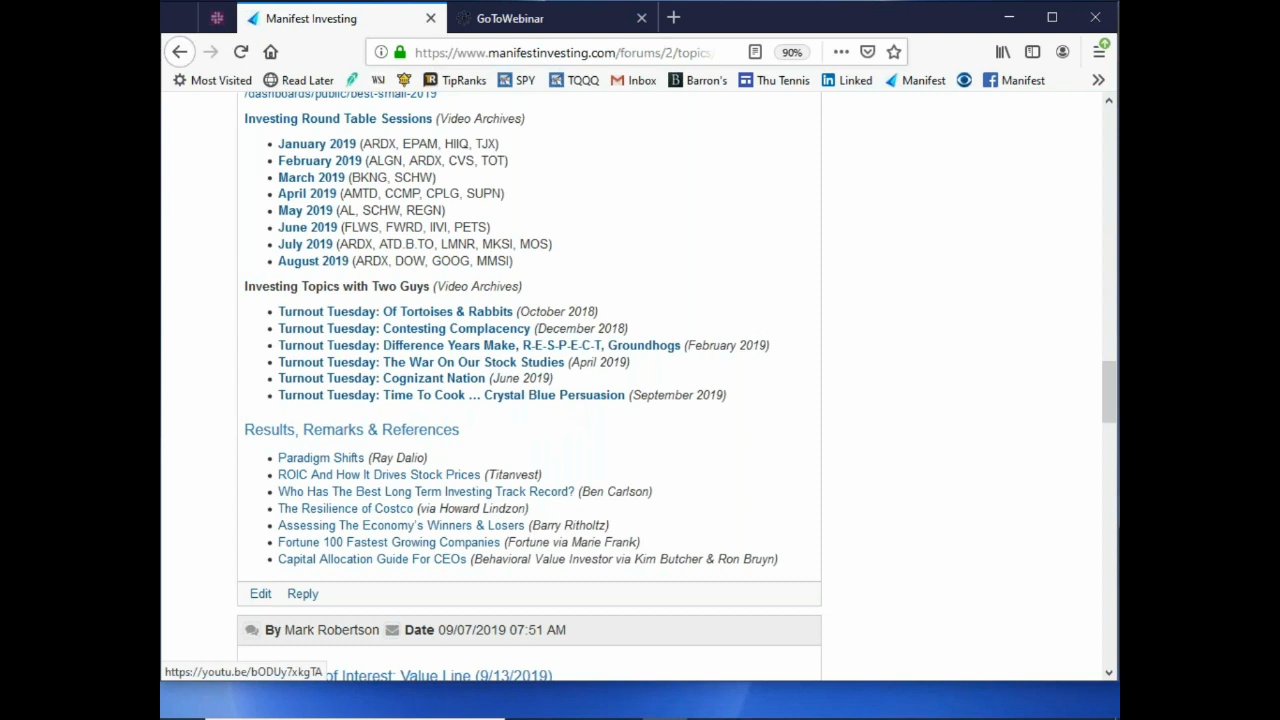 Manifest Investing
GoToWebinar
https://www.manifestinvesting.com/forums/2/topics/
90%
Most Visited
Read Later
WSJ
TipRanks
SPY
TQQQ
Inbox
Barron's
Thu Tennis
Linked
Manifest
Manifest
/dashboards/public/best-small-2019
Investing Round Table Sessions (Video Archives)
• January 2019 (ARDX, EPAM, HIIQ, TJX)
• February 2019 (ALGN, ARDX, CVS, TOT)
• March 2019 (BKNG, SCHW)
• April 2019 (AMTD, CCMP, CPLG, SUPN)
• May 2019 (AL, SCHW, REGN)
• June 2019 (FLWS, FWRD, IIVI, PETS)
• July 2019 (ARDX, ATD.B.TO, LMNR, MKSI, MOS)
• August 2019 (ARDX, DOW, GOOG, MMSI)
Investing Topics with Two Guys (Video Archives)
• Turnout Tuesday: Of Tortoises & Rabbits (October 2018)
• Turnout Tuesday: Contesting Complacency (December 2018)
• Turnout Tuesday: Difference Years Make, R-E-S-P-E-C-T, Groundhogs (February 2019)
• Turnout Tuesday: The War On Our Stock Studies (April 2019)
• Turnout Tuesday: Cognizant Nation (June 2019)
• Turnout Tuesday: Time To Cook ... Crystal Blue Persuasion (September 2019)
Results, Remarks & References
• Paradigm Shifts (Ray Dalio)
• ROIC And How It Drives Stock Prices (Titanvest)
• Who Has The Best Long Term Investing Track Record? (Ben Carlson)
• The Resilience of Costco (via Howard Lindzon)
• Assessing The Economy's Winners & Losers (Barry Ritholtz)
• Fortune 100 Fastest Growing Companies (Fortune via Marie Frank)
• Capital Allocation Guide For CEOs (Behavioral Value Investor via Kim Butcher & Ron Bruyn)
Edit Reply
By Mark Robertson Date 09/07/2019 07:51 AM
https://youtu.be/bODUy7xkgTA
of Interest: Value Line (9/13/2019)